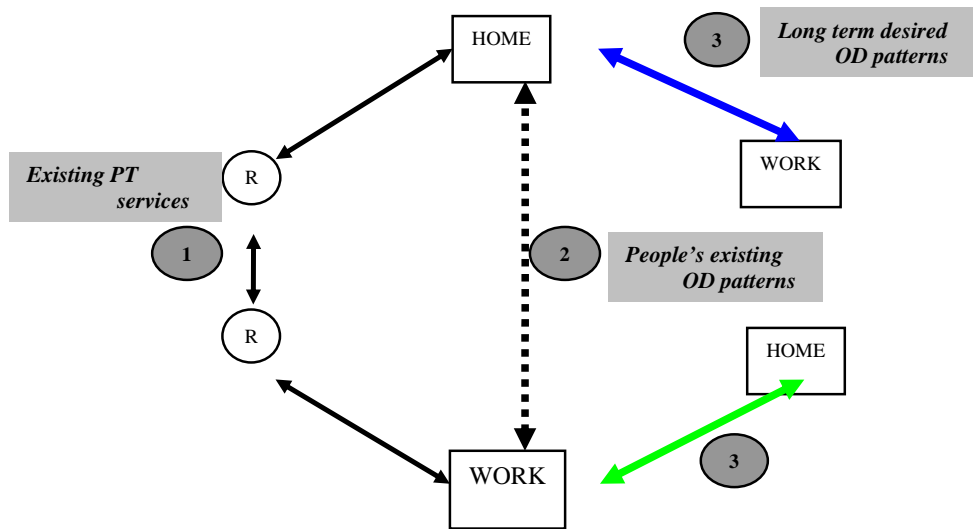 HOME
3
Long term desired
OD patterns
WORK
Existing PT
services
R
1
2
People's existing
OD patterns
R
HOME
WORK
3